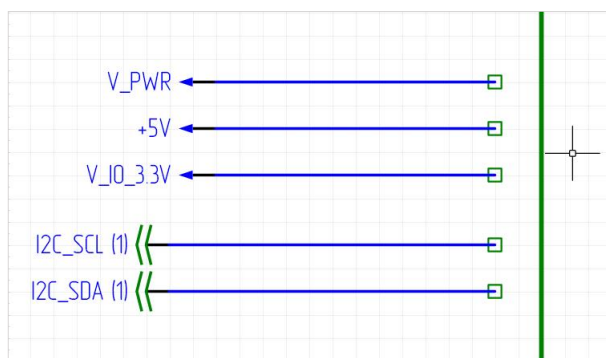 V_PWR
+5V
V_IO_3.3V
I2C_SCL (1)
I2C_SDA (1)